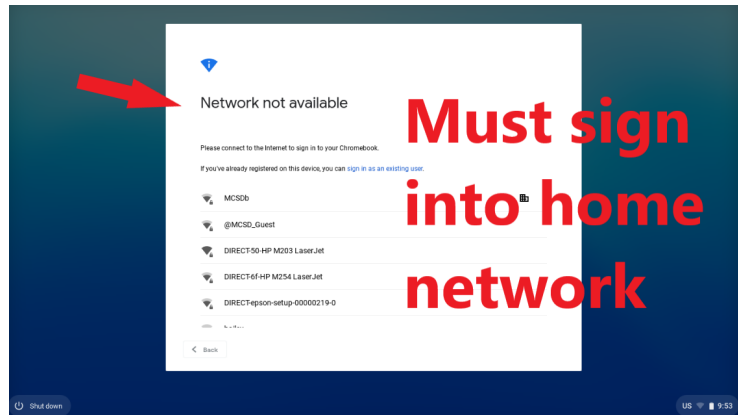 Network not available
Must sign
into home
network
Please connect to the Internet to sign in to your Chromebook.
If you've already registered on this device, you can sign in as an existing user.
MCSDb
@MCSD_Guest
DIRECT-50-HP M203 LaserJet
DIRECT-6f-HP M254 LaserJet
DIRECT-epson-setup-00000219-0
Back
Shut down
US 9:53